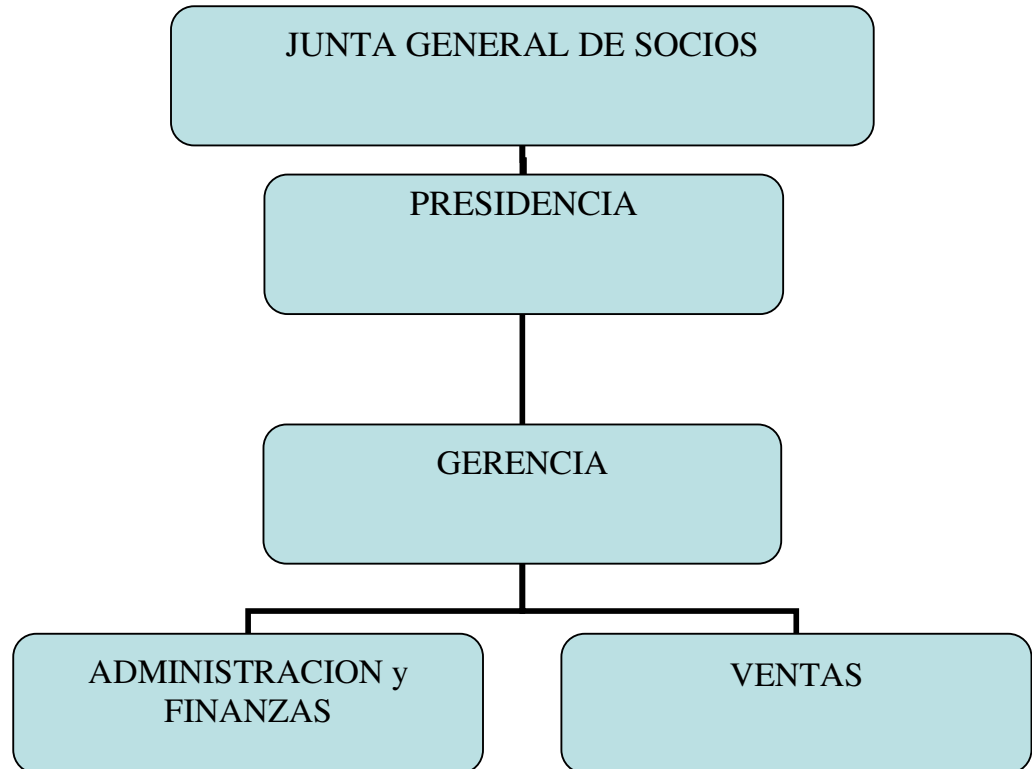 JUNTA GENERAL DE SOCIOS
PRESIDENCIA
GERENCIA
ADMINISTRACION y
FINANZAS
VENTAS